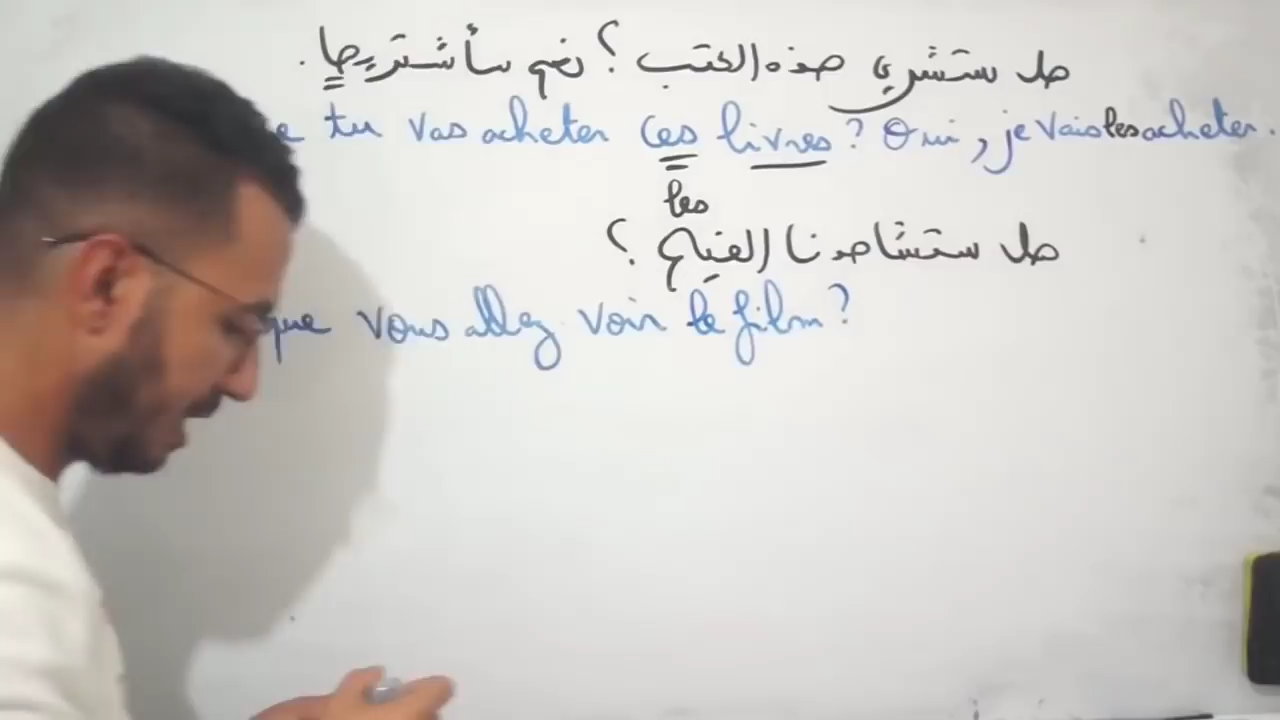 هل ستشري هذه الكتب ؟ نعم سأشتريها .
e tu vas acheter ces livres ? Oui , je vais les acheter .
les
هل ستشاهدنا الفيلم ؟
que vous allez voir le film ?